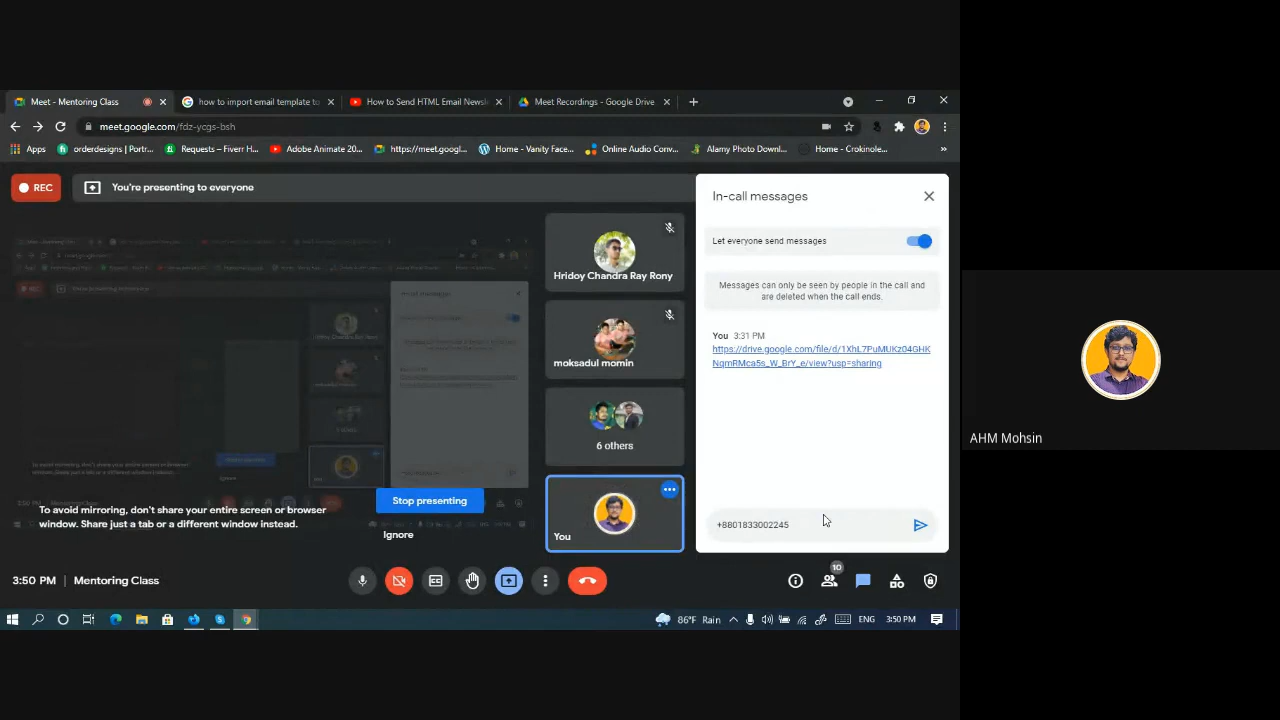 Meet - Mentoring Class
how to import email template to
How to Send HTML Email Newsl
Meet Recordings - Google Drive
meet.google.com/fdz-ycgs-bsh
Apps
orderdesigns | Portr...
Requests – Fiverr H...
Adobe Animate 20...
https://meet.googl...
Home - Vanity Face...
Online Audio Conv...
Alamy Photo Downl...
Home - Crokinole...
»
REC
You're presenting to everyone
In-call messages
Let everyone send messages
Messages can only be seen by people in the call and
are deleted when the call ends.
You 3:31 PM
https://drive.google.com/file/d/1XhL7PuMUKz04GHK
NqmRMca5s_W_BrY_e/view?usp=sharing
Hridoy Chandra Ray Rony
moksadul momin
6 others
You
To avoid mirroring, don't share your entire screen or browser
window. Share just a tab or a different window instead.
Stop presenting
Ignore
+8801833002245
AHM Mohsin
3:50 PM | Mentoring Class
10
86°F Rain
ENG
3:50 PM